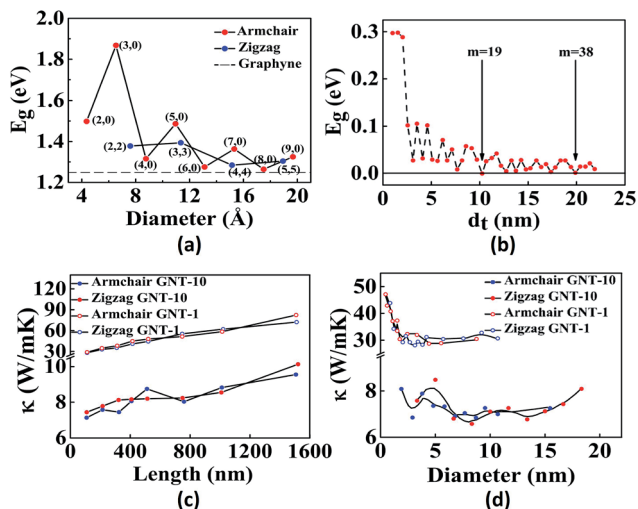 Armchair
Zigzag
Graphyne
(3,0)
(2,0)
(5,0)
(7,0)
(9,0)
(2,2)
(3,3)
(8,0)
(4,0)
(6,0)
(4,4)
(5,5)
2.0
1.8
1.6
1.4
1.2
Eg (eV)
4 6 8 10 12 14 16 18 20
Diameter (Å)
(a)
m=19
m=38
0.3
0.2
0.1
0.0
Eg (eV)
0 5 10 15 20 25
dt (nm)
(b)
Armchair GNT-10
Zigzag GNT-10
Armchair GNT-1
Zigzag GNT-1
120
90
60
30
10
8
6
κ (W/mK)
0 400 800 1200 1600
Length (nm)
(c)
Armchair GNT-10
Zigzag GNT-10
Armchair GNT-1
Zigzag GNT-1
50
40
30
8
6
κ (W/mK)
0 5 10 15 20
Diameter (nm)
(d)